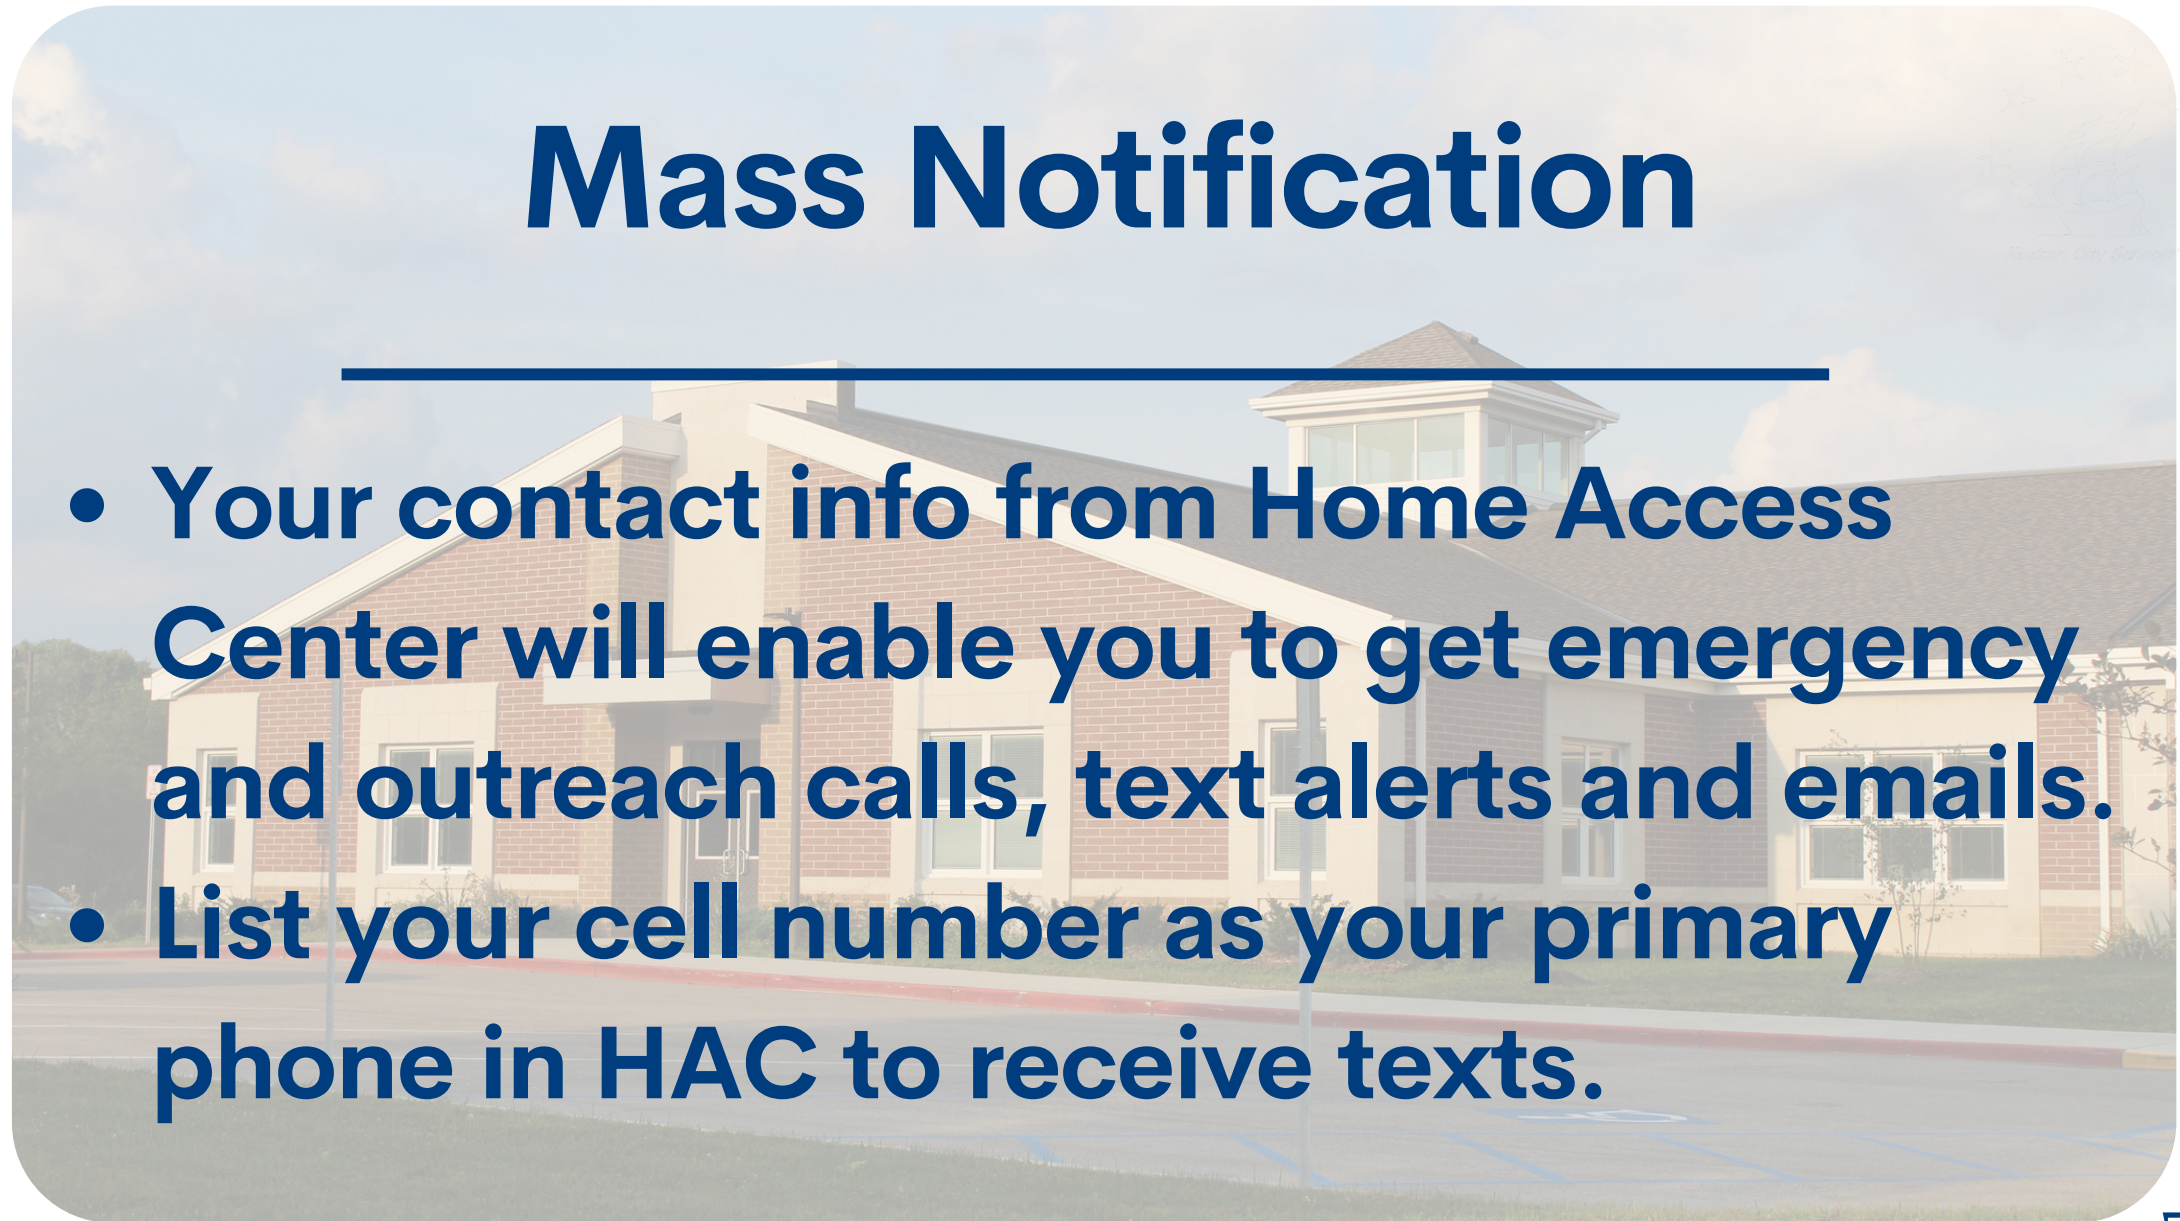 Mass Notification
• Your contact info from Home Access
Center will enable you to get emergency
and outreach calls, text alerts and emails.
• List your cell number as your primary
phone in HAC to receive texts.